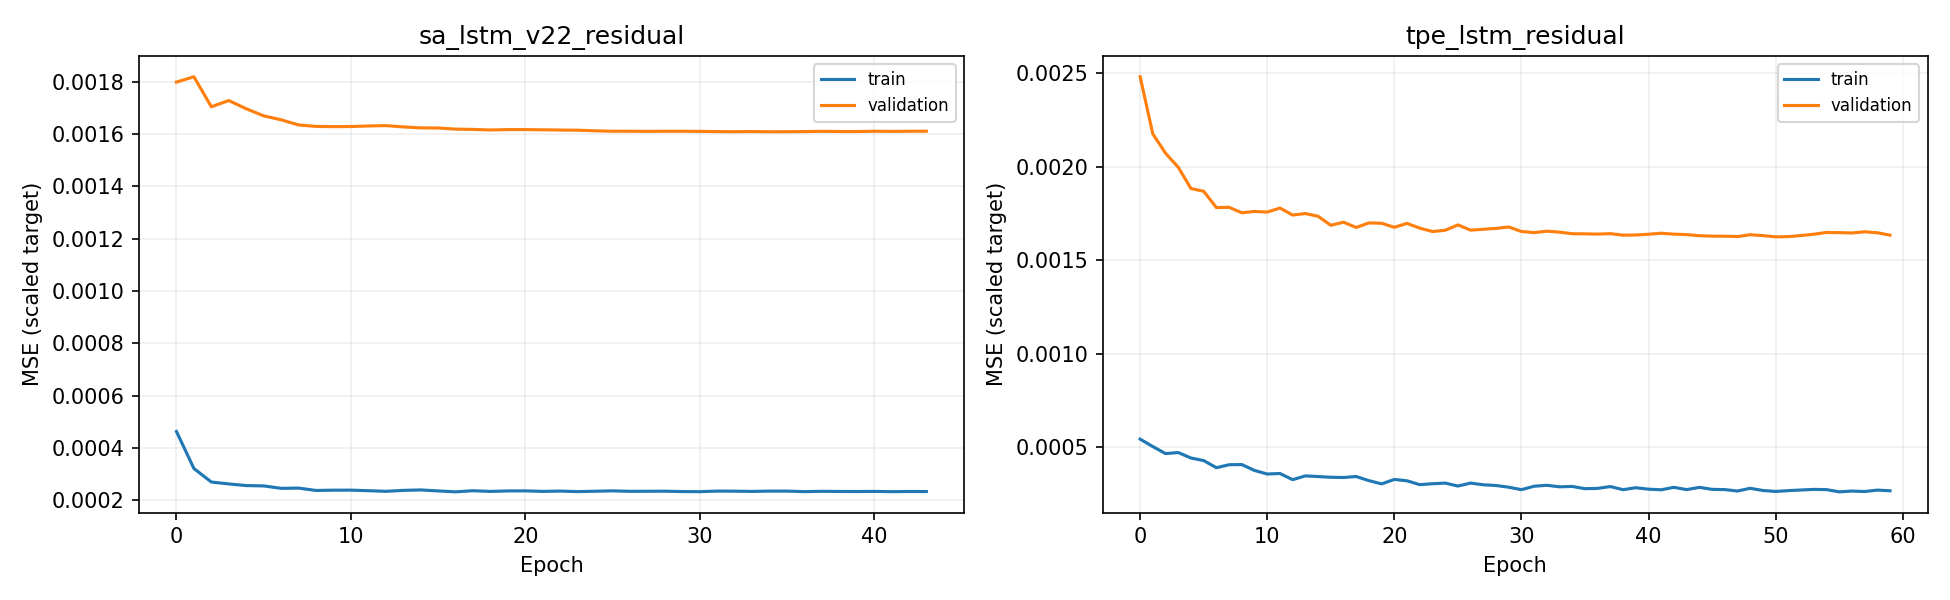 sa_lstm_v22_residual
train
validation
0.0018
0.0016
0.0014
0.0012
0.0010
0.0008
0.0006
0.0004
0.0002
MSE (scaled target)
0 10 20 30 40
Epoch
tpe_lstm_residual
train
validation
0.0025
0.0020
0.0015
0.0010
0.0005
MSE (scaled target)
0 10 20 30 40 50 60
Epoch